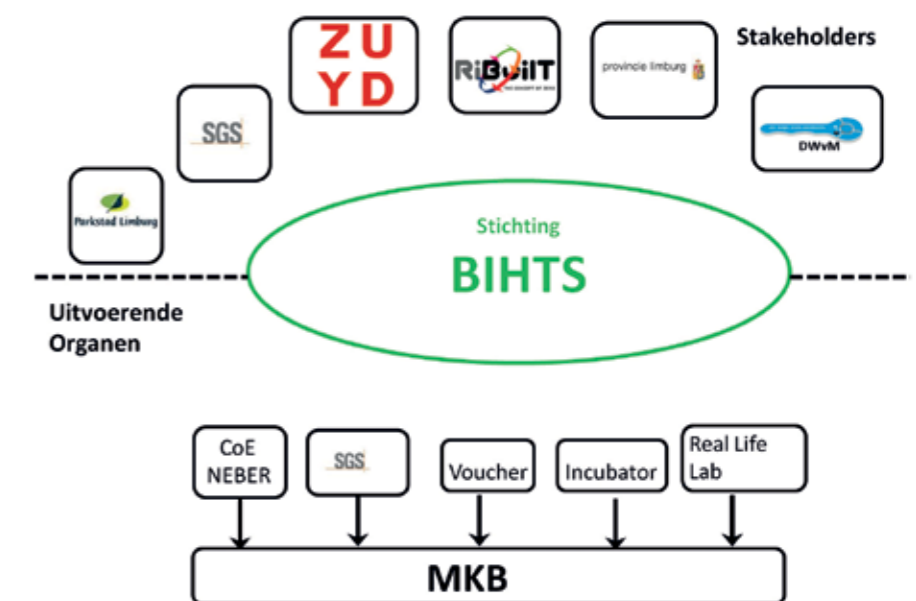 Stakeholders
ZU
YD
RiBuilT
provincie limburg
SGS
DWvM
Parkstad Limburg
Stichting
BIHTS
Uitvoerende
Organen
CoE
NEBER
SGS
Voucher
Incubator
Real Life
Lab
MKB